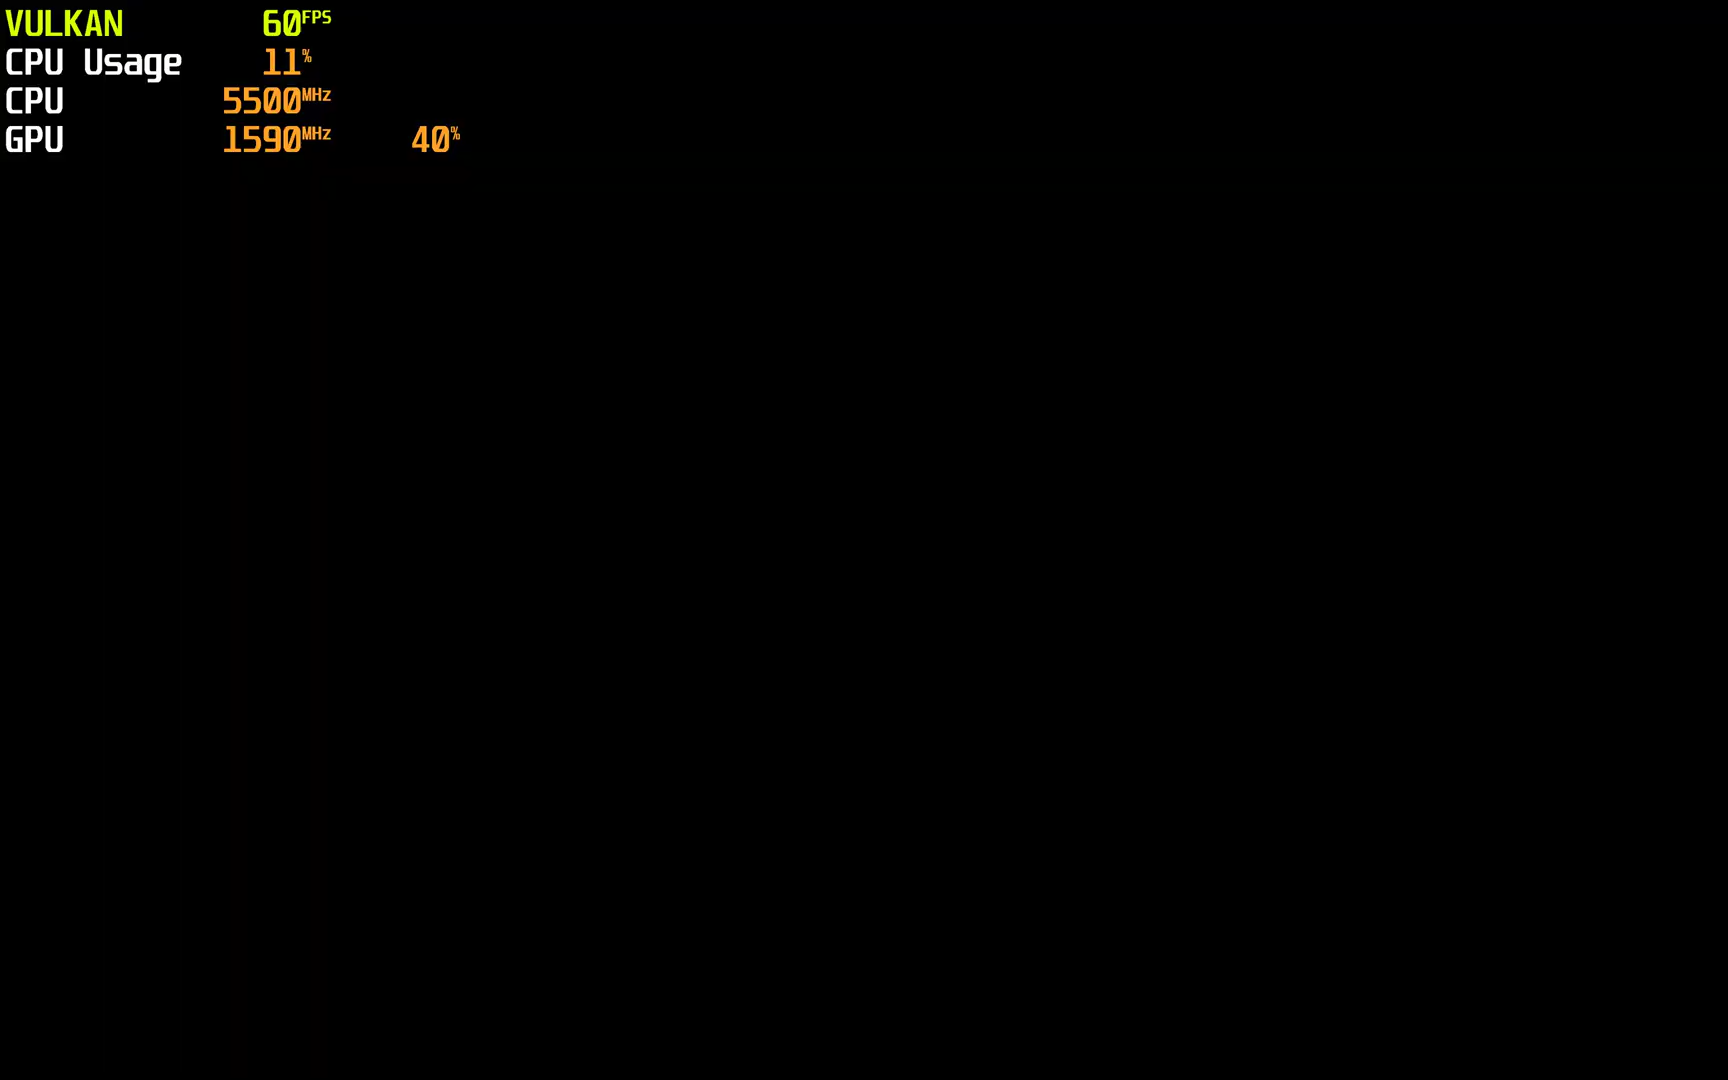 VULKAN 60FPS
CPU Usage 11%
CPU 5500MHz
GPU 1590MHz 40%